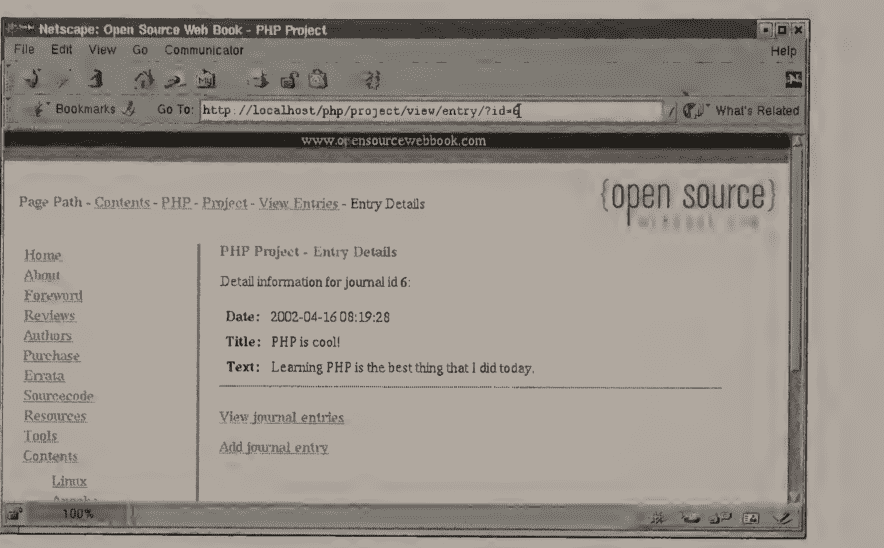 Netscape: Open Source Web Book - PHP Project
File Edit View Go Communicator Help
Bookmarks Go To: http://localhost/php/project/view/entry/?id=6 What's Related
www.opensourcewebbook.com
{open source}
Page Path - Contents - PHP - Project - View Entries - Entry Details
Home
About
Foreword
Reviews
Authors
Purchase
Errata
Sourcecode
Resources
Tools
Contents
Linux
PHP Project - Entry Details
Detail information for journal id 6:
Date: 2002-04-16 08:19:28
Title: PHP is cool!
Text: Learning PHP is the best thing that I did today.
View journal entries
Add journal entry
100%